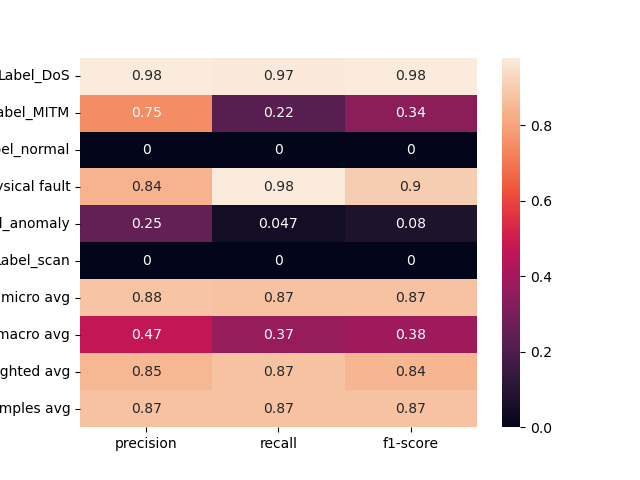 Label_DoS 0.98 0.97 0.98
abel_MITM 0.75 0.22 0.34
el_normal 0 0 0
ysical fault 0.84 0.98 0.9
l_anomaly 0.25 0.047 0.08
Label_scan 0 0 0
micro avg 0.88 0.87 0.87
macro avg 0.47 0.37 0.38
ghted avg 0.85 0.87 0.84
mples avg 0.87 0.87 0.87
precision recall f1-score
0.8
0.6
0.4
0.2
0.0